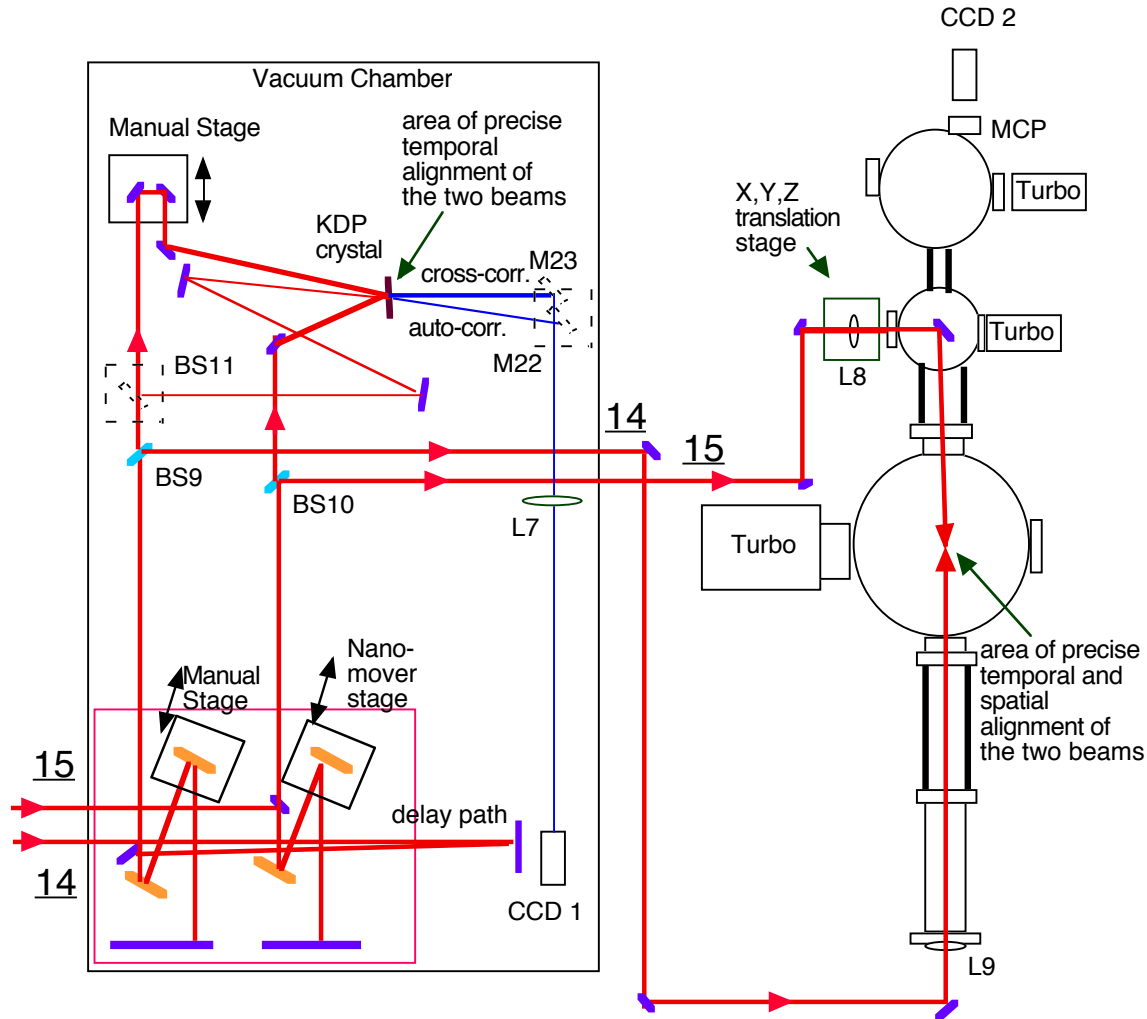 CCD 2
Vacuum Chamber
Manual Stage
area of precise
temporal
alignment of
the two beams
MCP
Turbo
X,Y,Z
translation
stage
KDP
crystal
cross-corr.
M23
auto-corr.
M22
Turbo
L8
BS11
14
15
BS9
BS10
L7
Turbo
Nano-
mover
stage
Manual
Stage
area of precise
temporal and
spatial
alignment of
the two beams
15
delay path
14
CCD 1
L9